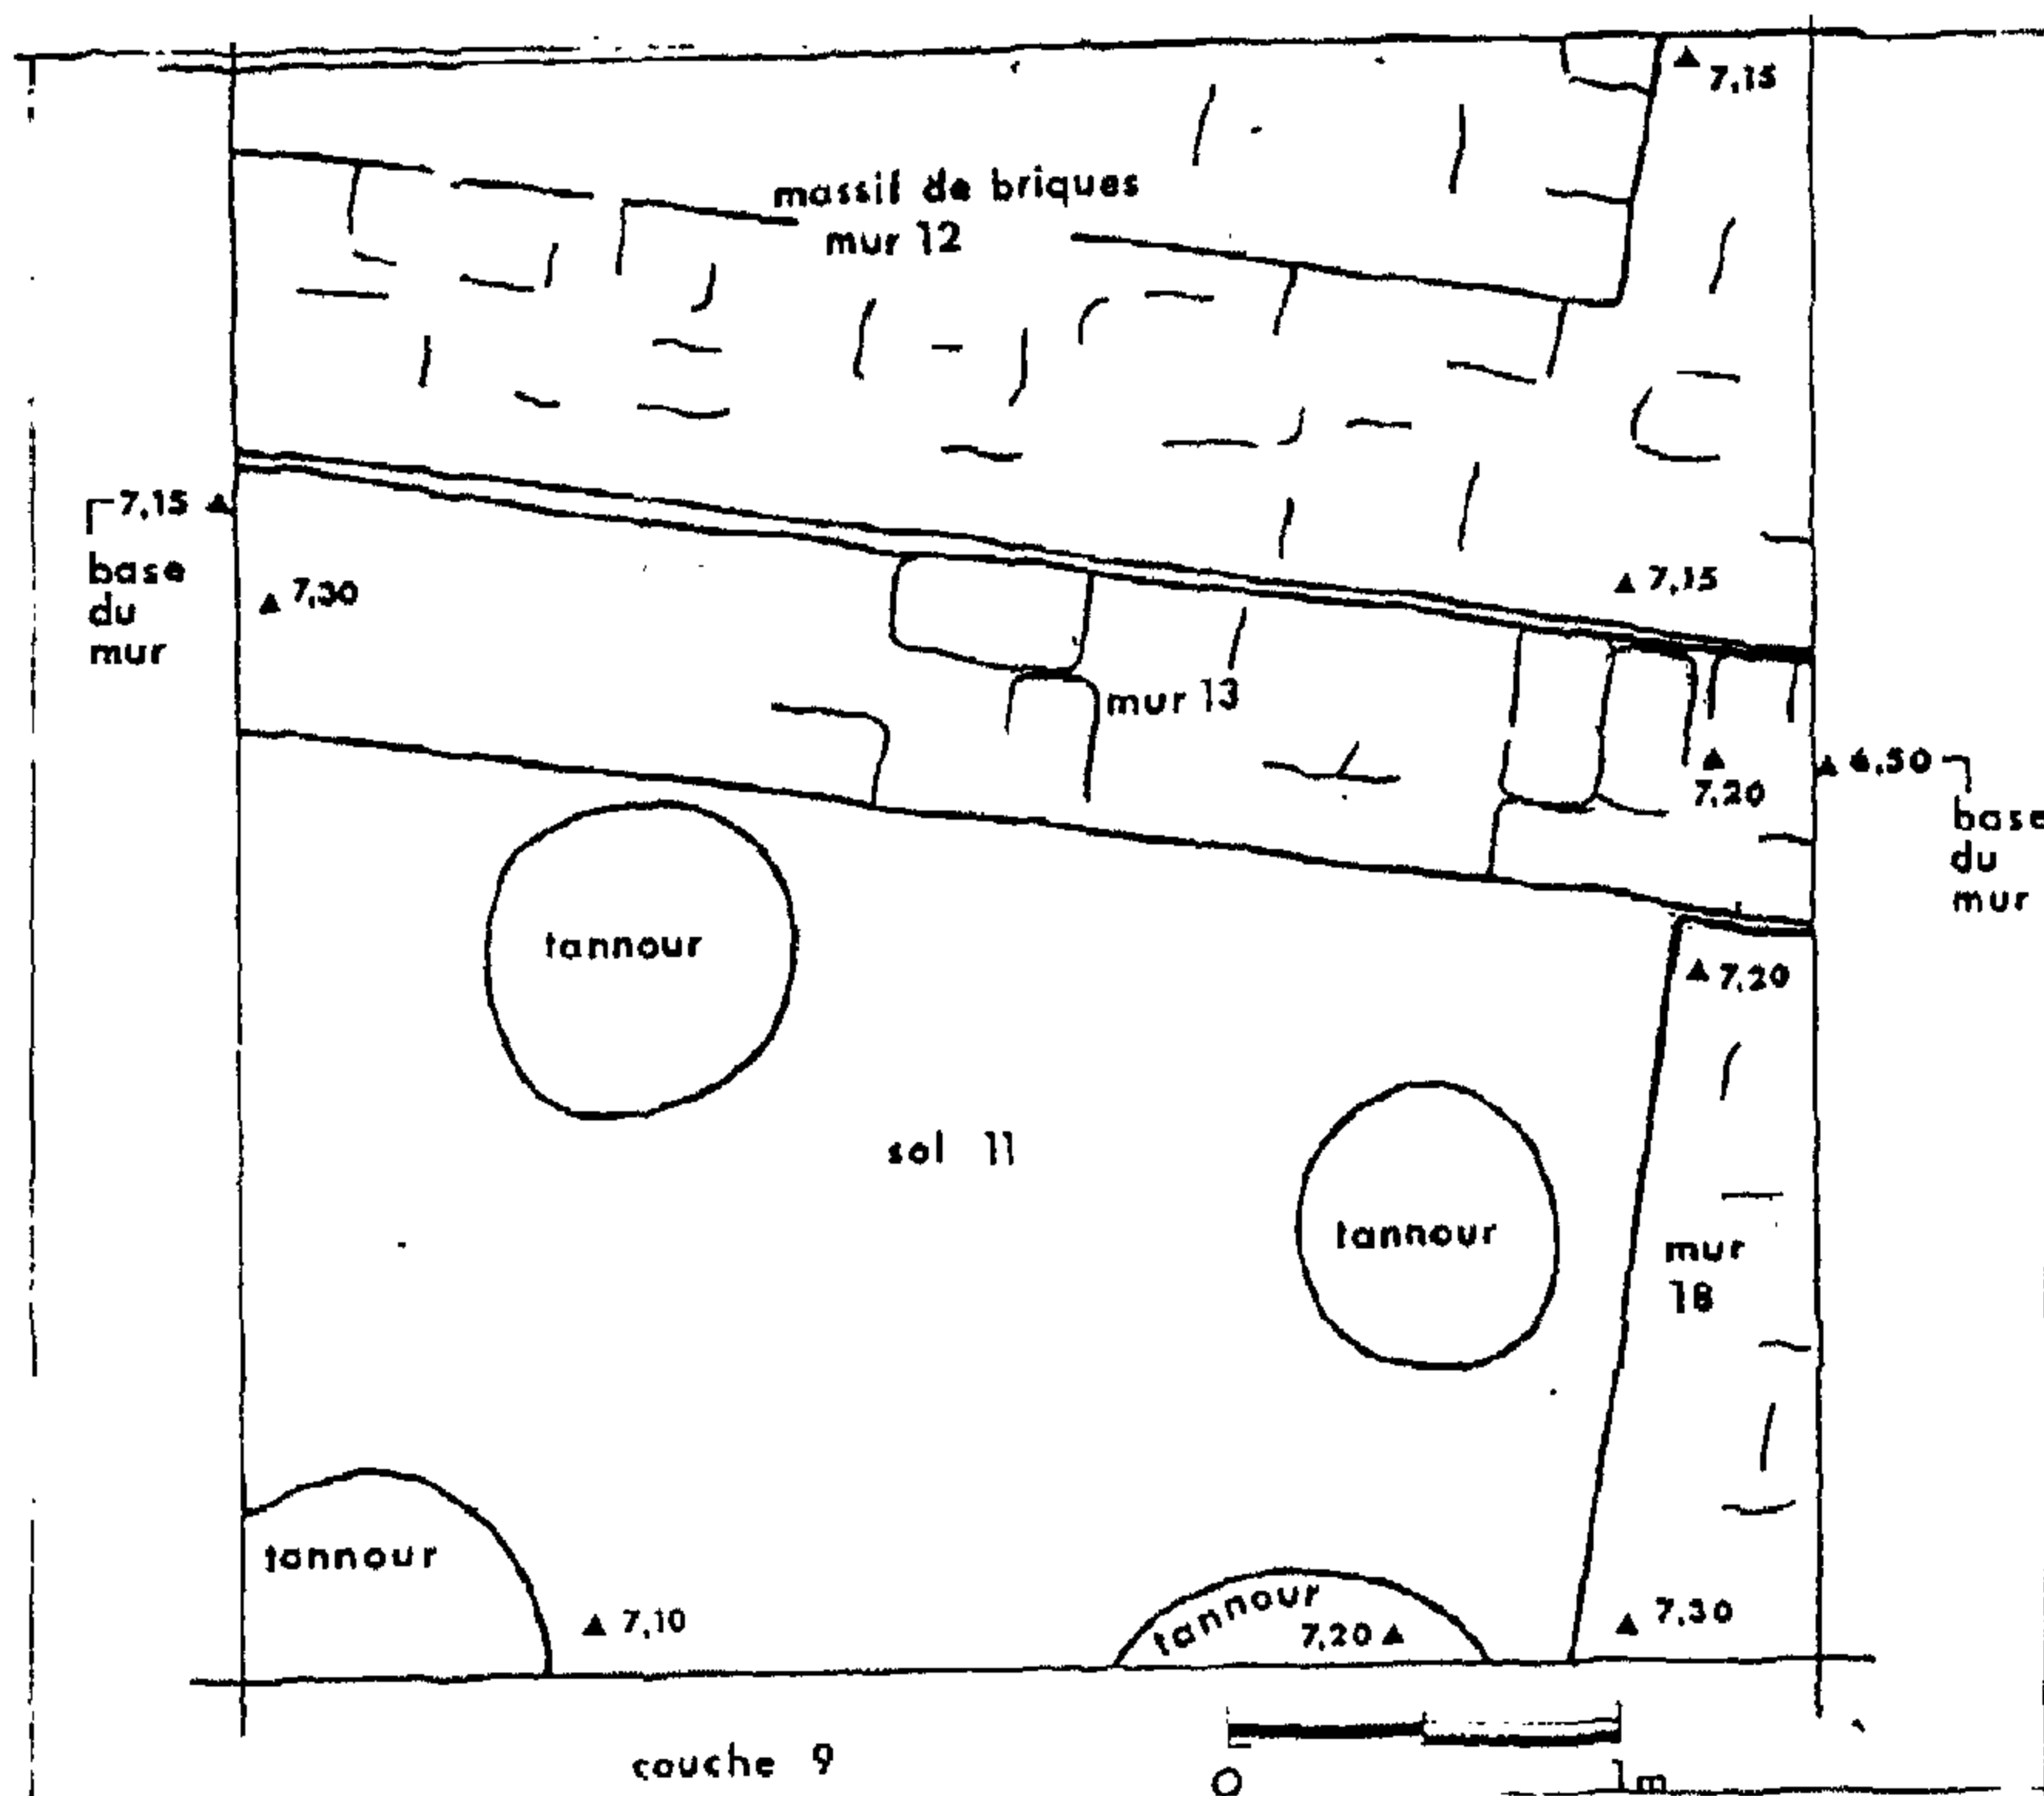 7,15
massif de briques
mur 12
7,15
base
du
mur
7,30
7,15
mur 13
7,20
6,50
base
du
mur
tannour
7,20
sol 11
tannour
mur
18
tannour
7,10
tannour
7,20
7,30
couche 9
0
1m